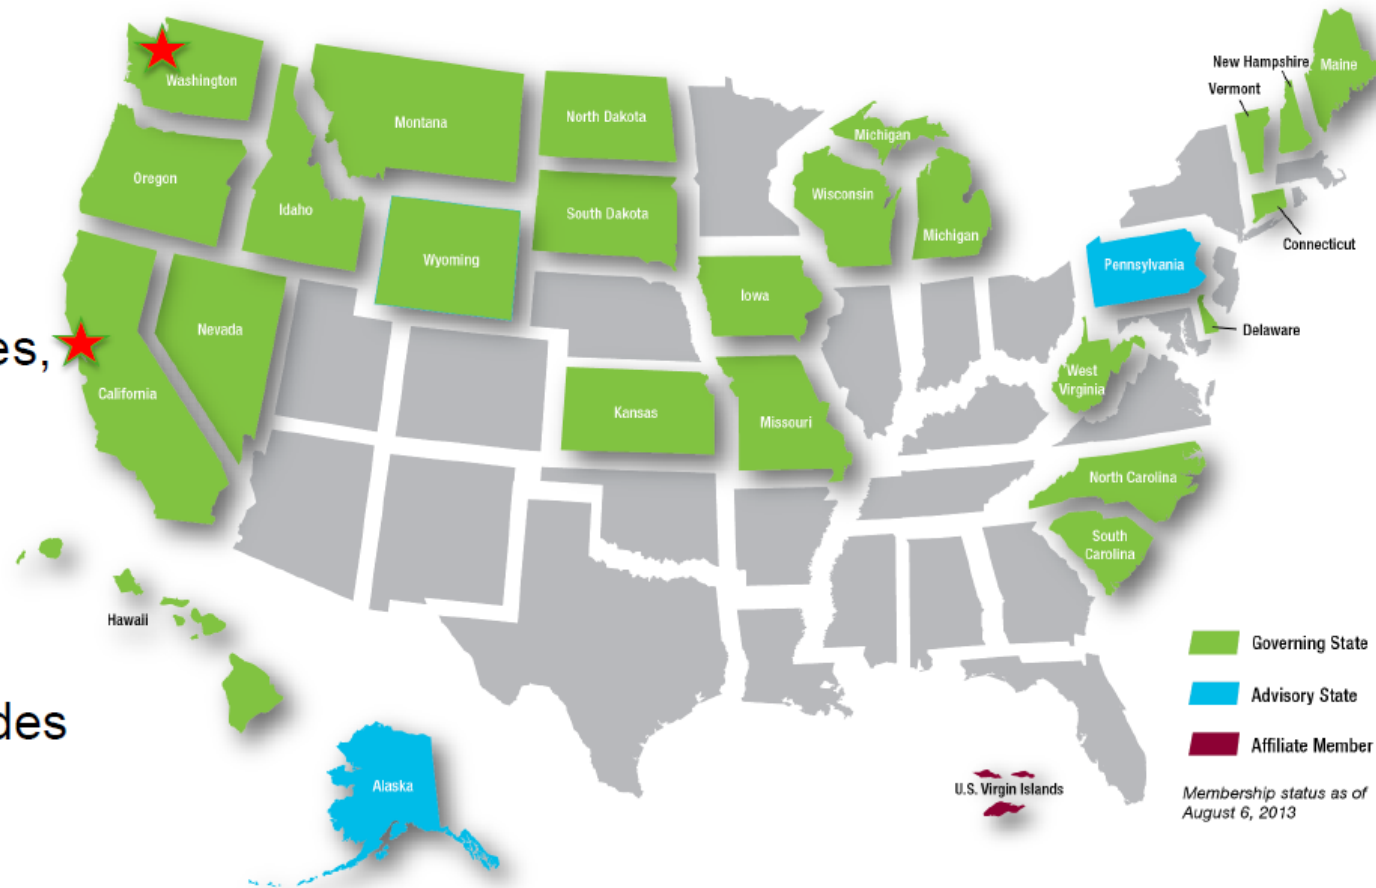 New Hampshire
Maine
Vermont
Washington
Montana
North Dakota
Michigan
Oregon
Idaho
South Dakota
Wisconsin
Michigan
Connecticut
Wyoming
Pennsylvania
Iowa
Nevada
Delaware
es,
California
Kansas
Missouri
West
Virginia
North Carolina
South
Carolina
Hawaii
Governing State
Advisory State
des
Affiliate Member
Alaska
U.S. Virgin Islands
Membership status as of
August 6, 2013